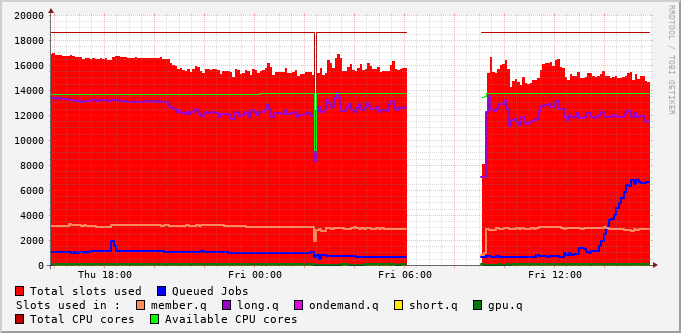 20000
18000
16000
14000
12000
10000
8000
6000
4000
2000
0
Thu 18:00 Fri 00:00 Fri 06:00 Fri 12:00
RRDTOOL / TOBI OETIKER
Total slots used Queued Jobs
Slots used in : member.q long.q ondemand.q short.q gpu.q
Total CPU cores Available CPU cores